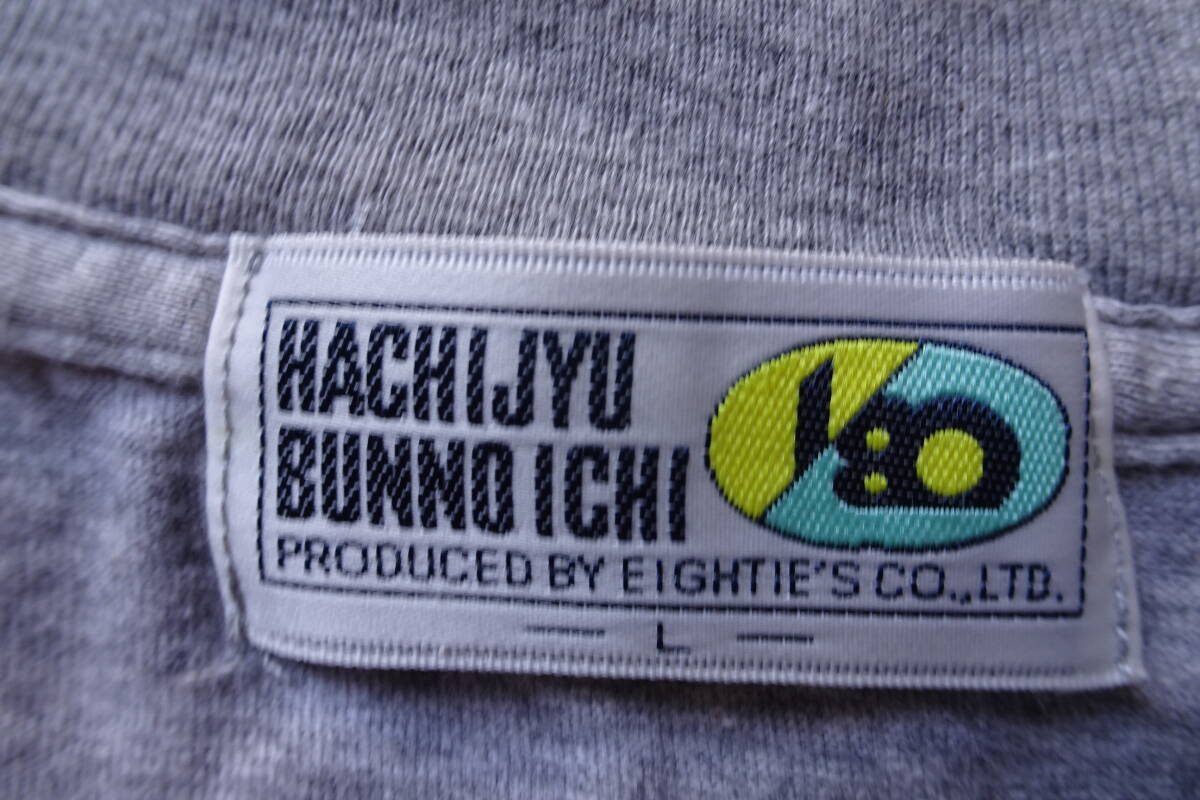 HACHIJYU
BUNNO ICHI
1/80
PRODUCED BY EIGHTIE'S CO.,LTD.
— L —